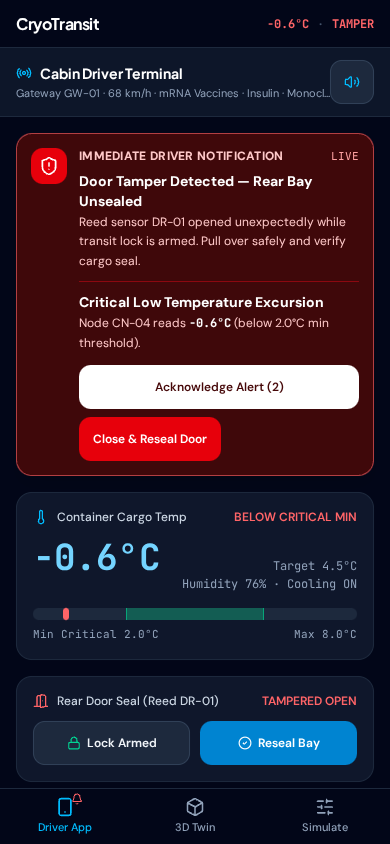 CryoTransit
-0.6°C · TAMPER
Cabin Driver Terminal
Gateway GW-01 · 68 km/h · mRNA Vaccines · Insulin · Monocl...
IMMEDIATE DRIVER NOTIFICATION
LIVE
Door Tamper Detected — Rear Bay
Unsealed
Reed sensor DR-01 opened unexpectedly while
transit lock is armed. Pull over safely and verify
cargo seal.
Critical Low Temperature Excursion
Node CN-04 reads -0.6°C (below 2.0°C min
threshold).
Acknowledge Alert (2)
Close & Reseal Door
Container Cargo Temp
BELOW CRITICAL MIN
-0.6°C
Target 4.5°C
Humidity 76% · Cooling ON
Min Critical 2.0°C
Max 8.0°C
Rear Door Seal (Reed DR-01)
TAMPERED OPEN
Lock Armed
Reseal Bay
Driver App
3D Twin
Simulate